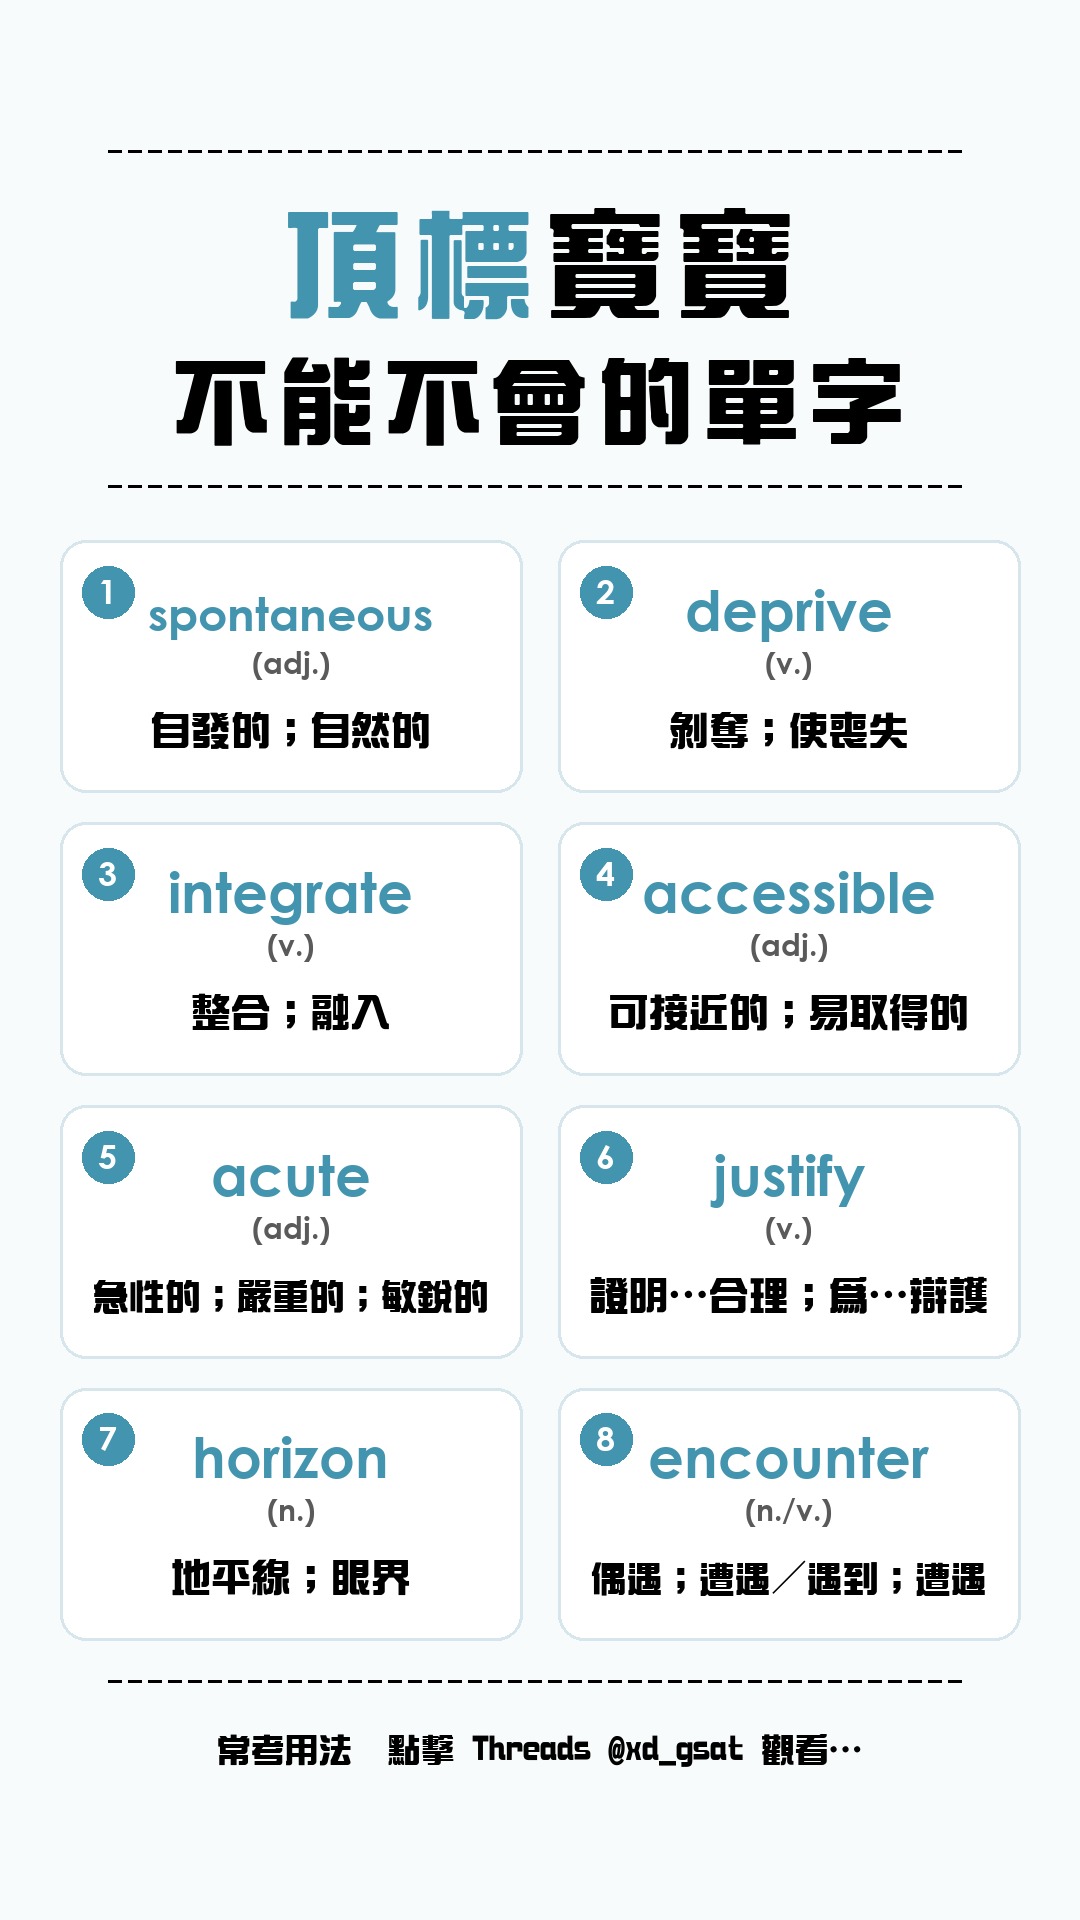 頂標寶寶
不能不會的單字
1
spontaneous
(adj.)
自發的；自然的
2
deprive
(v.)
剝奪；使喪失
3
integrate
(v.)
整合；融入
4
accessible
(adj.)
可接近的；易取得的
5
acute
(adj.)
急性的；嚴重的；敏銳的
6
justify
(v.)
證明…合理；為…辯護
7
horizon
(n.)
地平線；眼界
8
encounter
(n./v.)
偶遇；遭遇／遇到；遭遇
常考用法　點擊 Threads @xd_gsat 觀看…